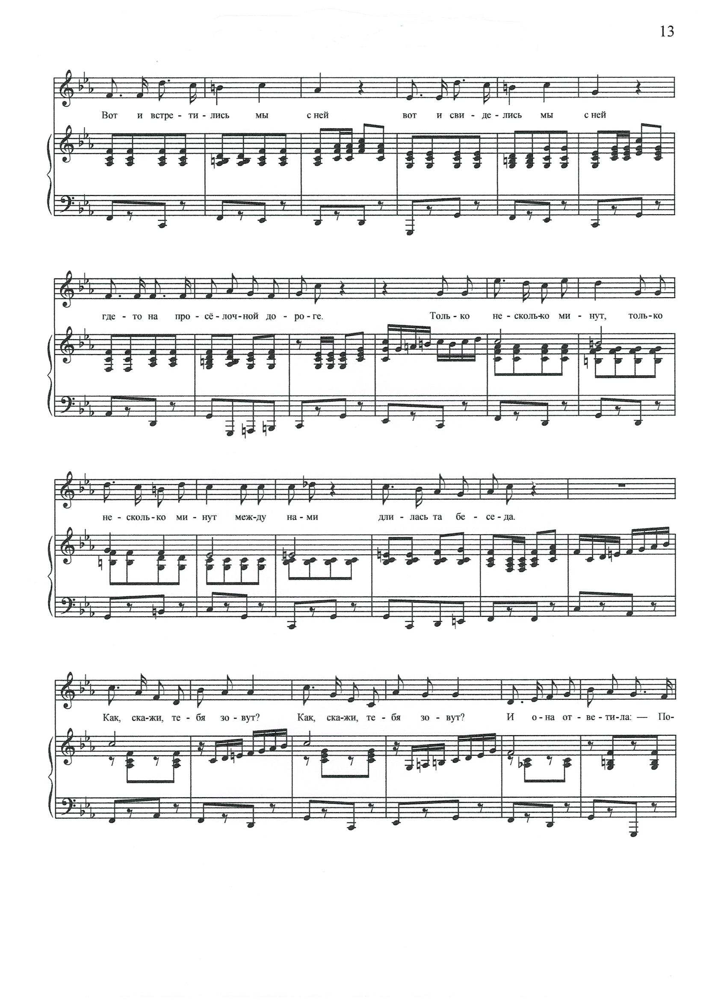 13
Вот и встре - ти - лись мы с ней вот и сви - де - лись мы с ней
где - то на про - сё - лоч - ной до - ро - ге. Толь - ко не - сколь-ко ми - нут, толь-ко
не - сколь-ко ми - нут меж-ду на - ми дли - лась та бе - се - да.
Как, ска-жи, те - бя зо - вут? Как, ска-жи, те - бя зо - вут? И о - на от - ве - ти-ла: — По-